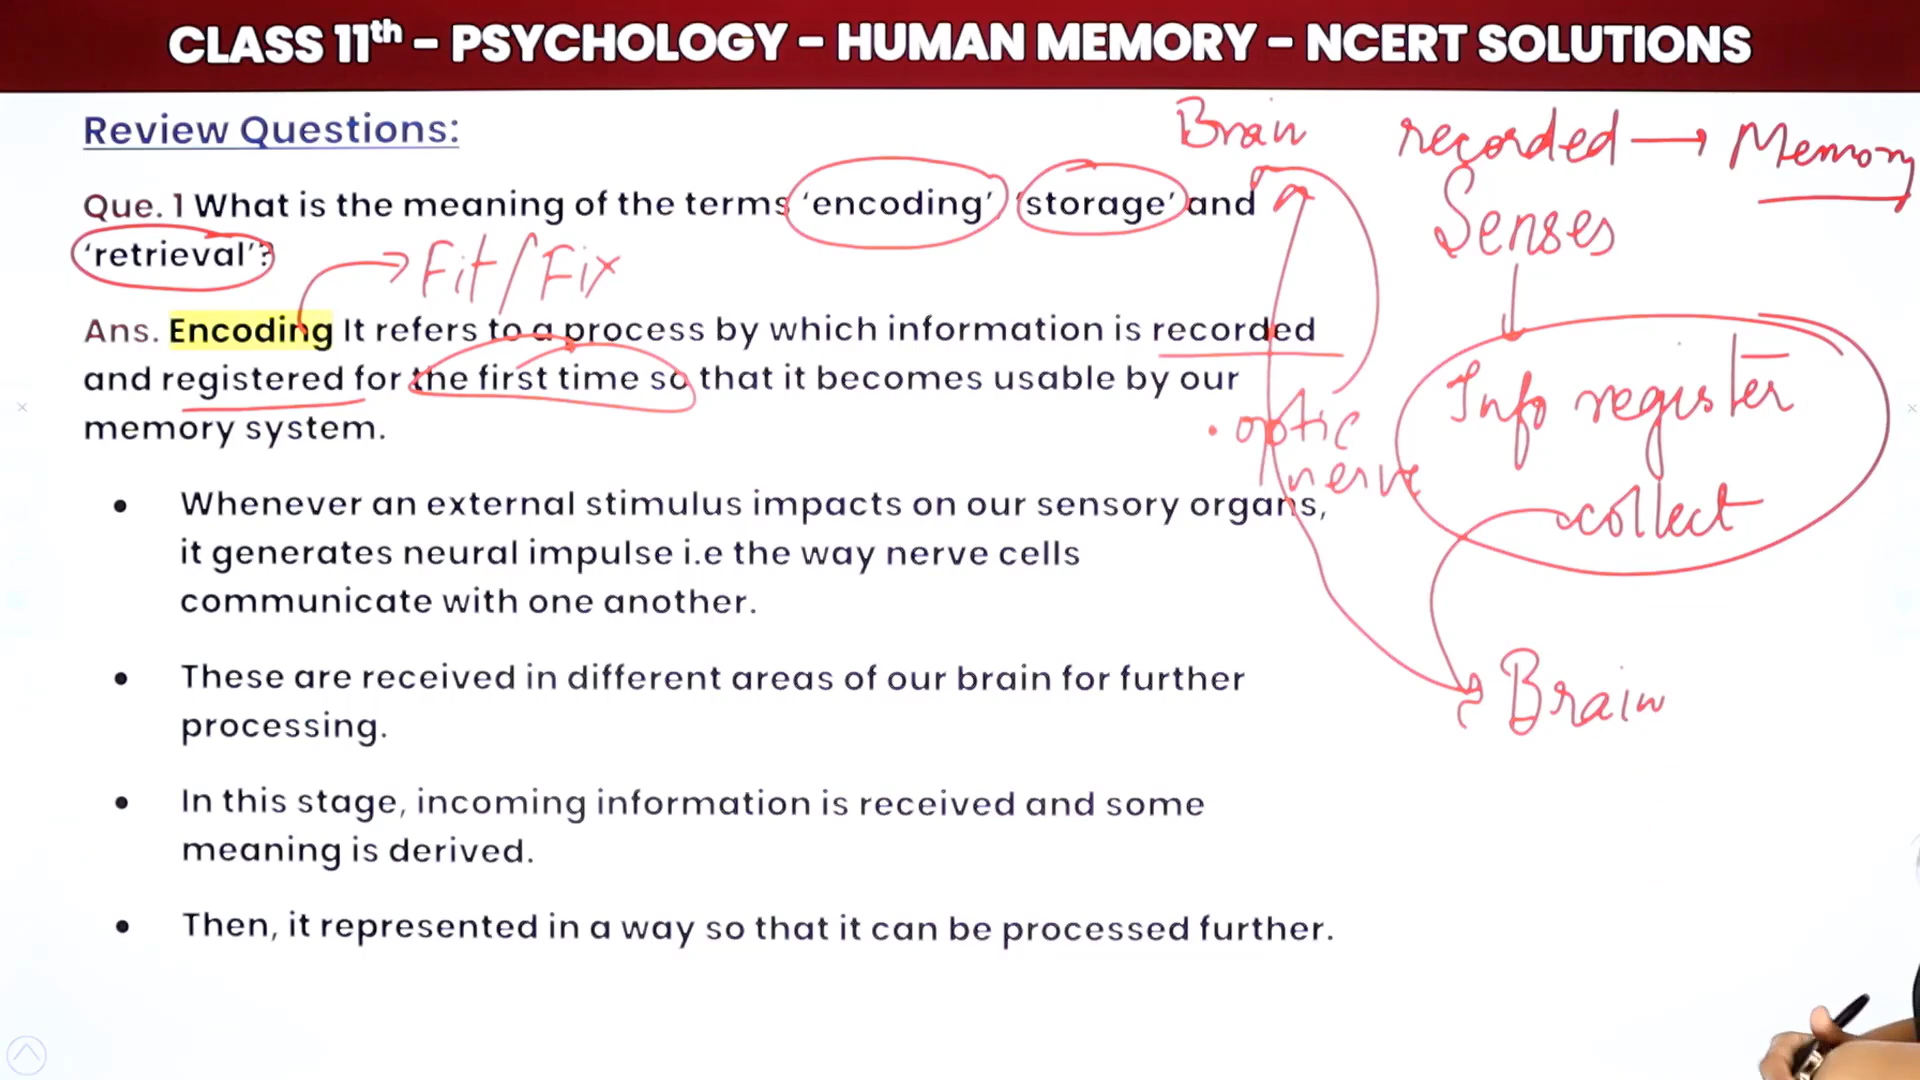 CLASS 11th – PSYCHOLOGY – HUMAN MEMORY – NCERT SOLUTIONS
Review Questions:
Brain
recorded → Memory
Senses
Que. 1 What is the meaning of the terms ‘encoding’, ‘storage’ and
‘retrieval’?
Fit/Fix
Ans. Encoding It refers to a process by which information is recorded
and registered for the first time so that it becomes usable by our
memory system.
Info register
collect
• optic
nerve
• Whenever an external stimulus impacts on our sensory organs,
it generates neural impulse i.e the way nerve cells
communicate with one another.
• These are received in different areas of our brain for further
processing.
Brain
• In this stage, incoming information is received and some
meaning is derived.
• Then, it represented in a way so that it can be processed further.